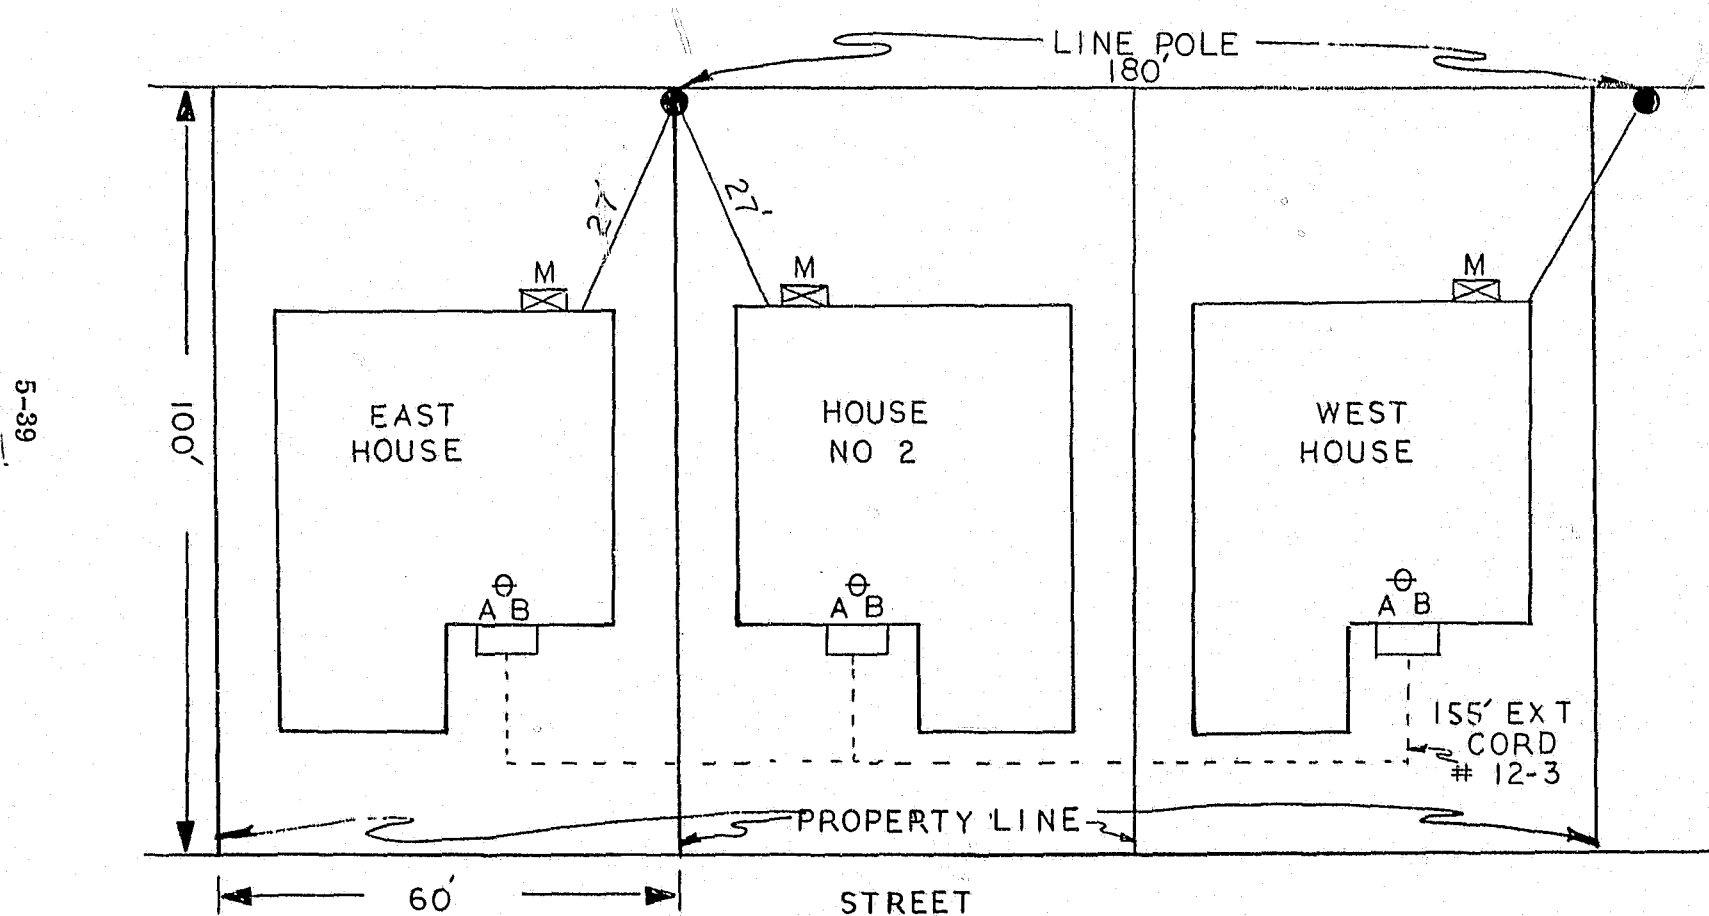 LINE POLE
180'
27'
27'
M
M
M
5-39
100'
EAST
HOUSE
HOUSE
NO 2
WEST
HOUSE
A B
A B
A B
155' EXT
CORD
# 12-3
PROPERTY LINE
60'
STREET